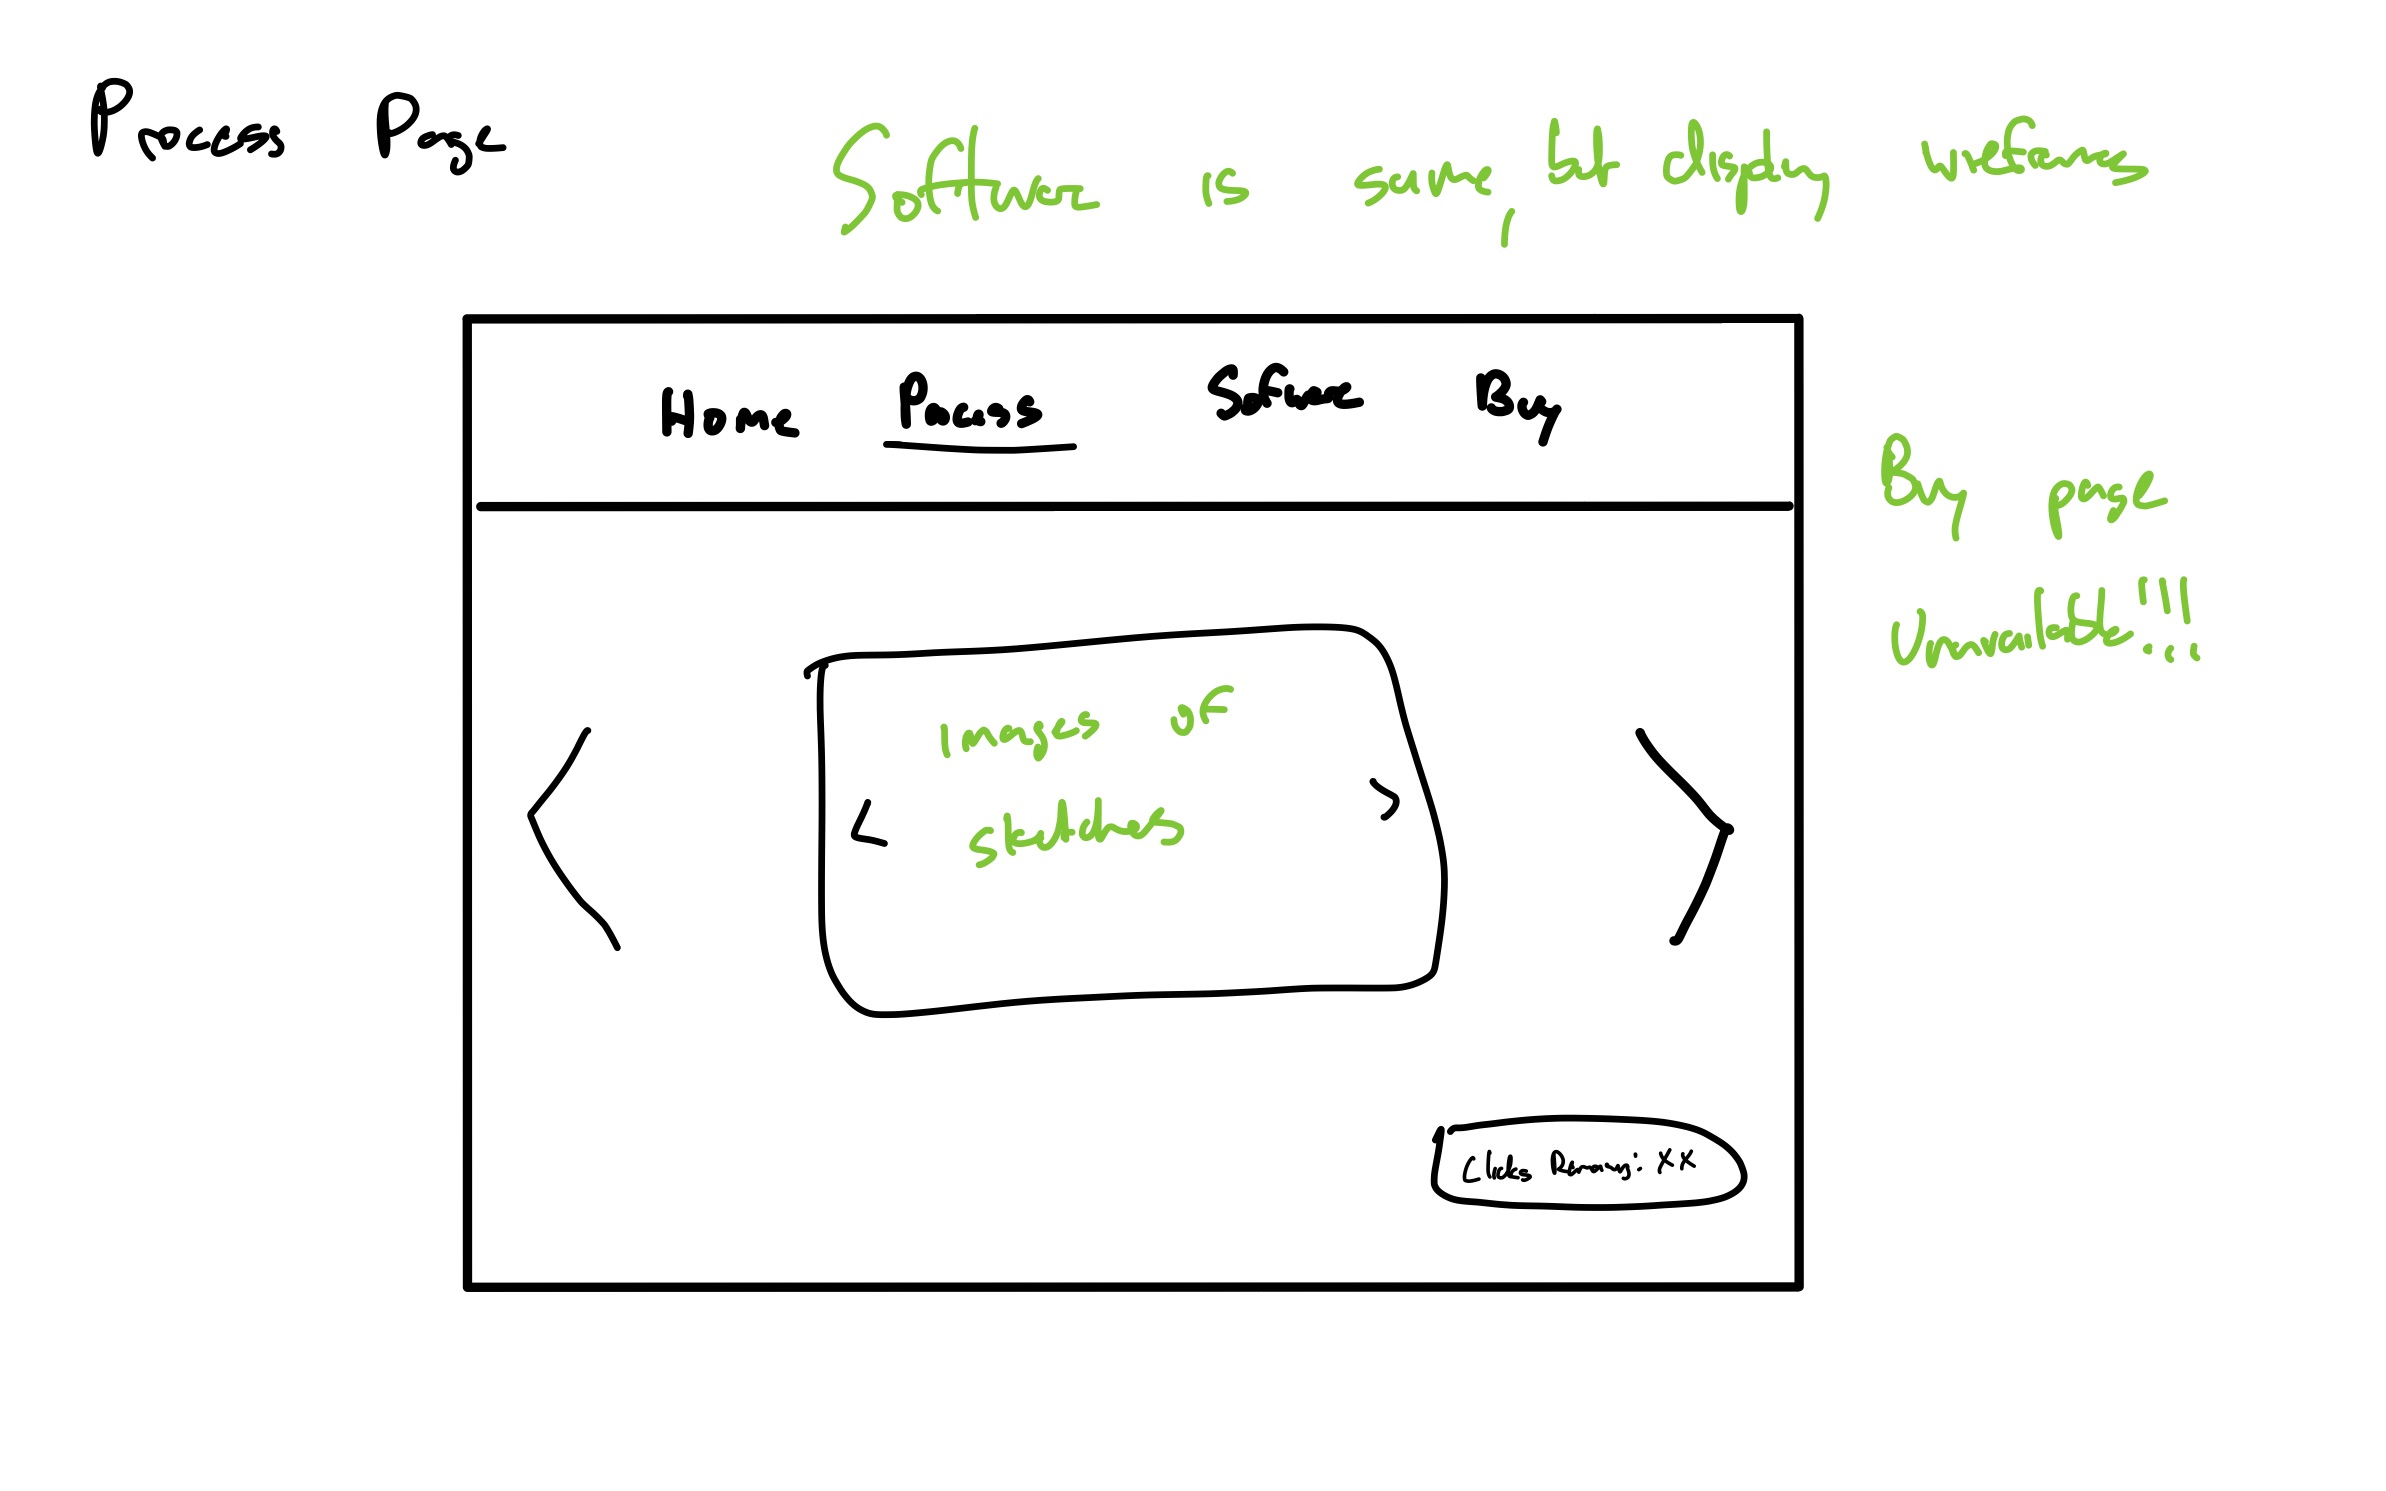 Process Page
Software is same, but display wireframes
Home Process Software Buy
Buy page
Unavailable!!!
images of
< sketches >
Clicks Remaining: XX